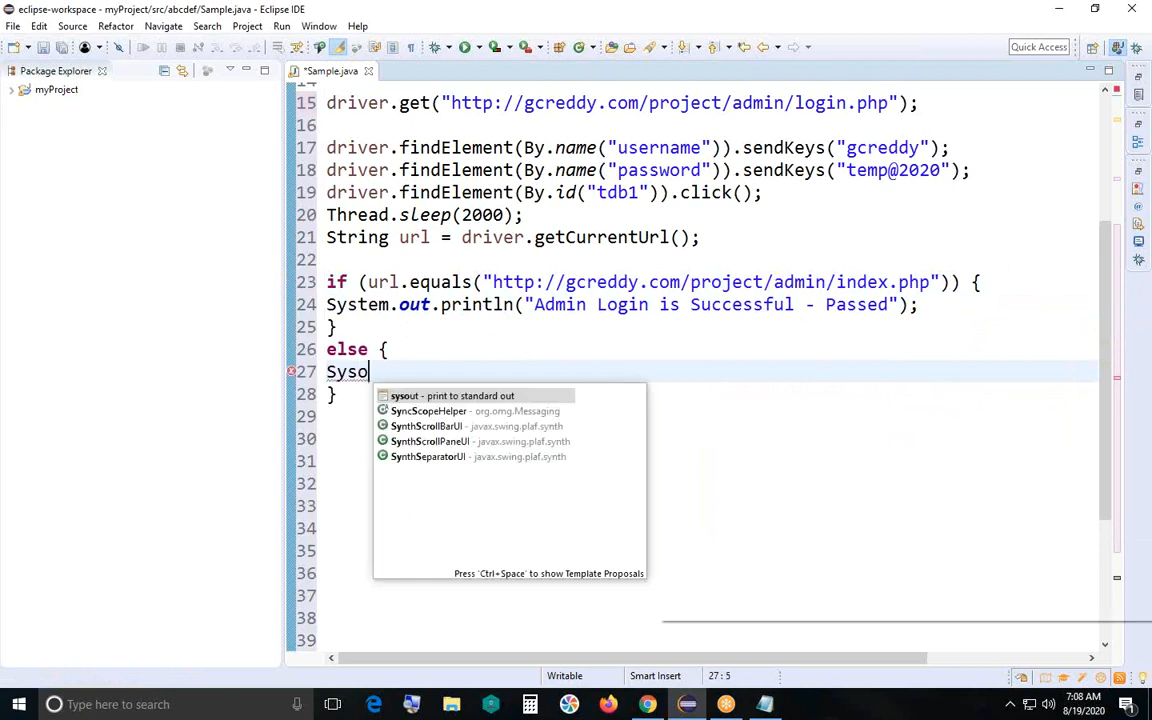 eclipse-workspace - myProject/src/abcdef/Sample.java - Eclipse IDE
File Edit Source Refactor Navigate Search Project Run Window Help
Quick Access
Package Explorer
*Sample.java
myProject
15 driver.get("http://gcreddy.com/project/admin/login.php");
16
17 driver.findElement(By.name("username")).sendKeys("gcreddy");
18 driver.findElement(By.name("password")).sendKeys("temp@2020");
19 driver.findElement(By.id("tdb1")).click();
20 Thread.sleep(2000);
21 String url = driver.getCurrentUrl();
22
23 if (url.equals("http://gcreddy.com/project/admin/index.php")) {
24 System.out.println("Admin Login is Successful - Passed");
25 }
26 else {
27 Syso
sysout - print to standard out
28 }
SyncScopeHelper - org.omg.Messaging
29
SynthScrollBarUI - javax.swing.plaf.synth
30
SynthScrollPaneUI - javax.swing.plaf.synth
31
SynthSeparatorUI - javax.swing.plaf.synth
32
33
34
35
36
Press 'Ctrl+Space' to show Template Proposals
37
38
39
Writable Smart Insert 27 : 5
Type here to search
7:08 AM
8/19/2020
1